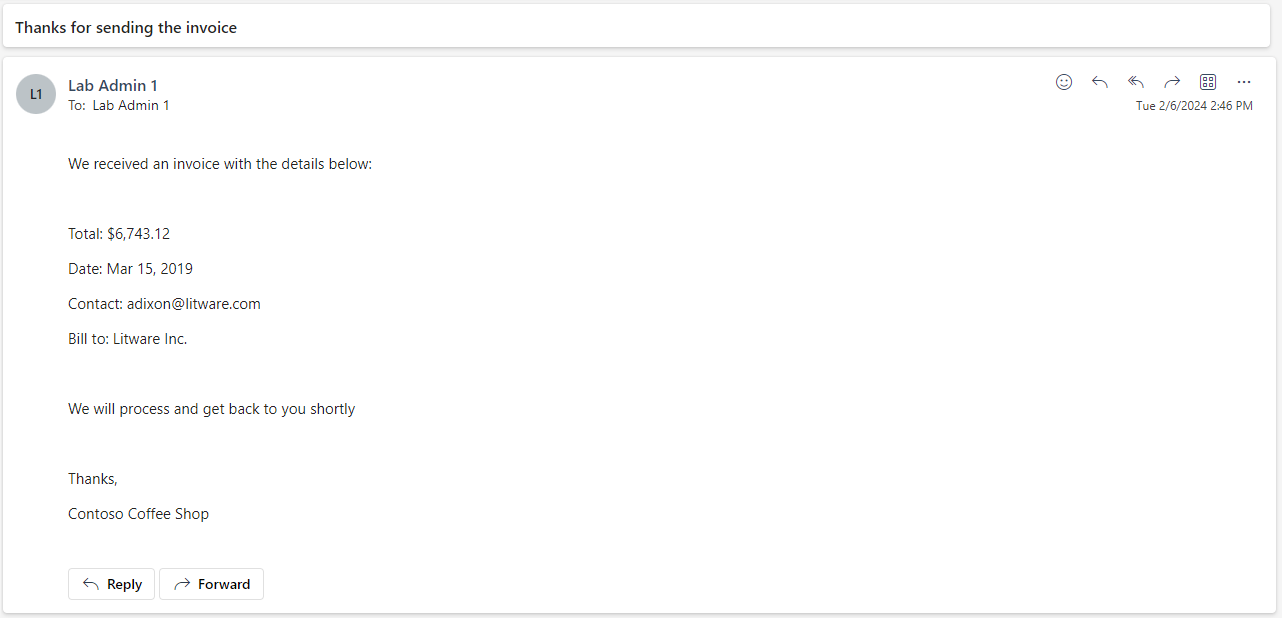 Thanks for sending the invoice
L1
Lab Admin 1
To: Lab Admin 1
Tue 2/6/2024 2:46 PM
We received an invoice with the details below:
Total: $6,743.12
Date: Mar 15, 2019
Contact: adixon@litware.com
Bill to: Litware Inc.
We will process and get back to you shortly
Thanks,
Contoso Coffee Shop
Reply
Forward